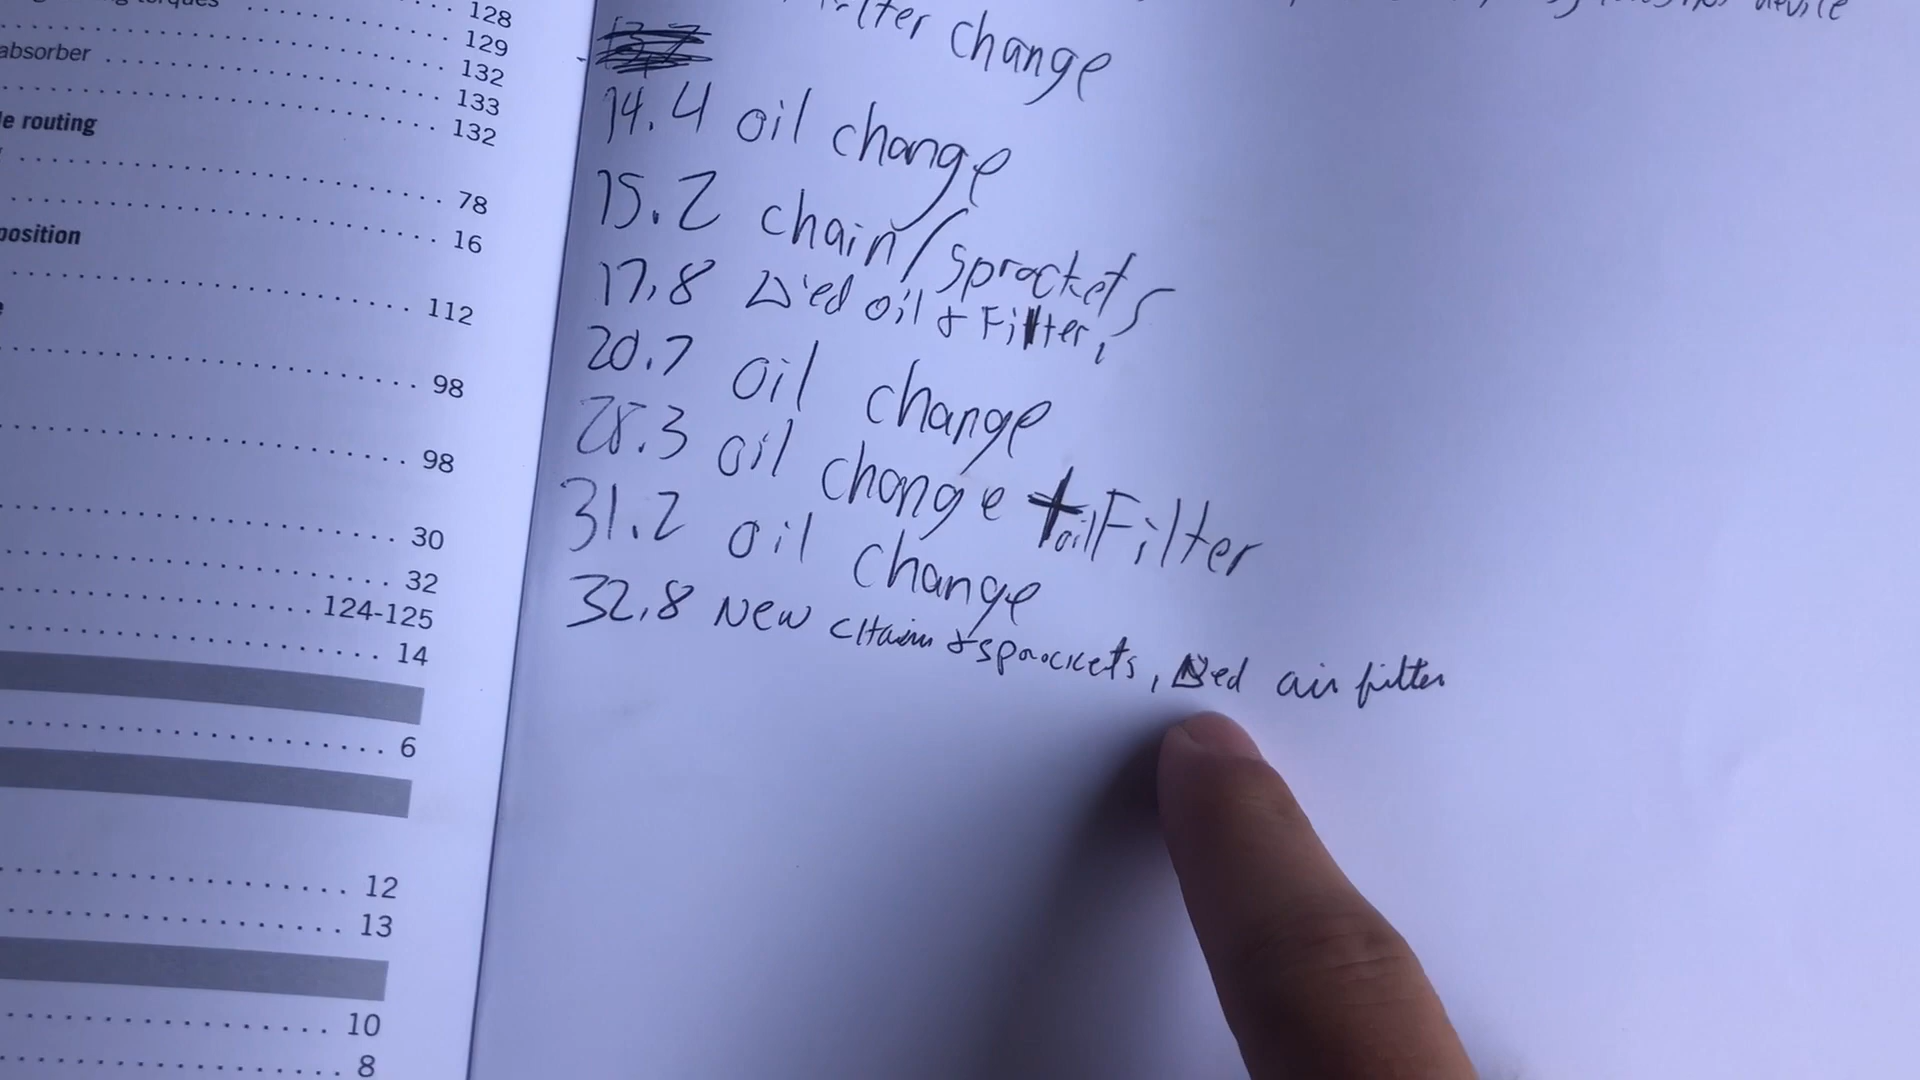 128
129
absorber 132
133
132
le routing
78
16
position
112
98
98
30
32
124-125
14
6
12
13
10
8
Filter change device
14.4 oil change
15.2 chain/sprockets
17,8 Δ'ed oil & Filter,
20.7 oil change
28.3 oil change + oil Filter
31.2 oil change
32,8 New chain & sprockets, Δed air filter